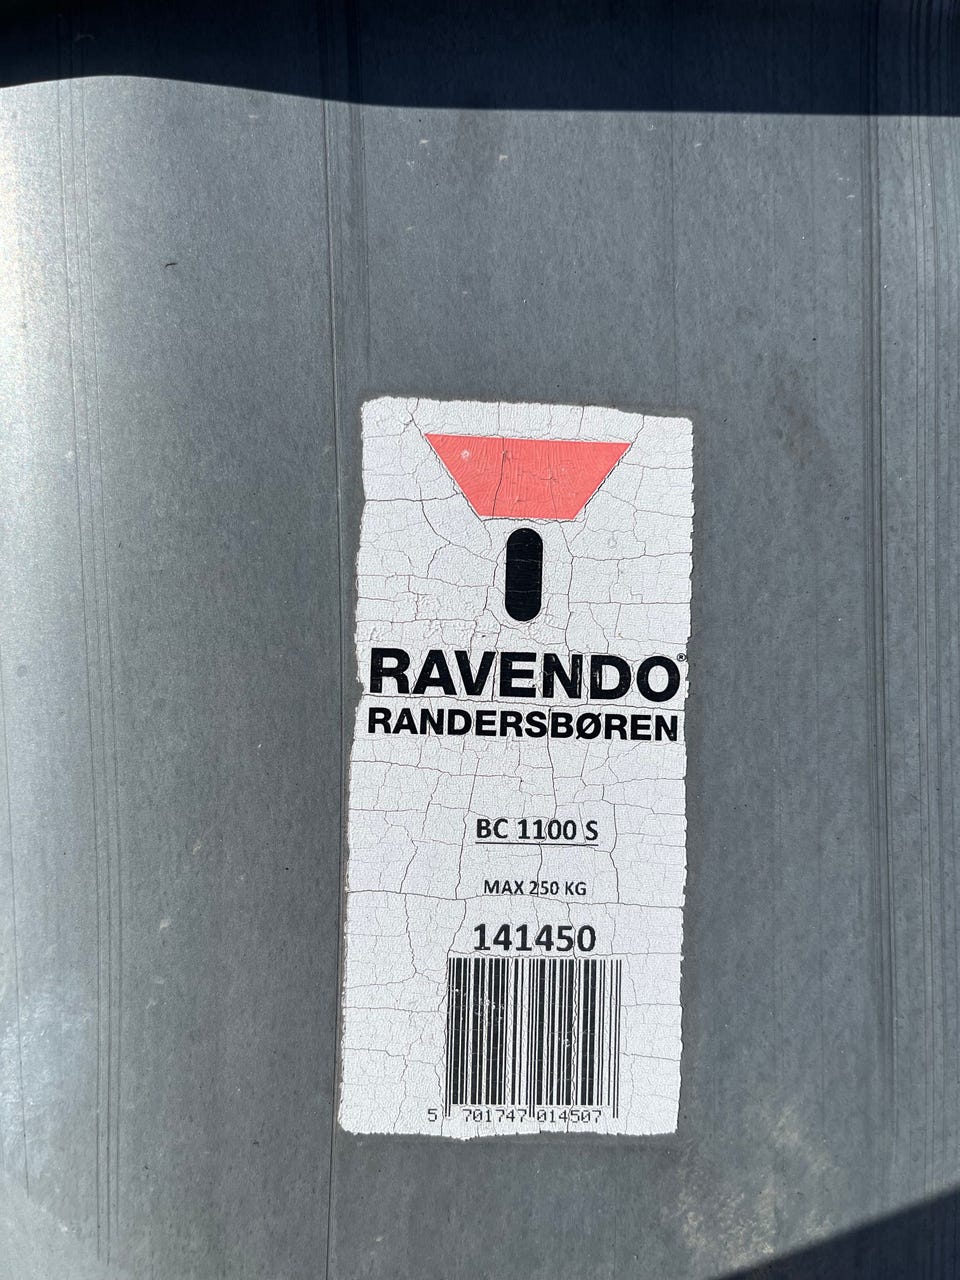 RAVENDO®
RANDERSBØREN
BC 1100 S
MAX 250 KG
141450
5 701747 014507